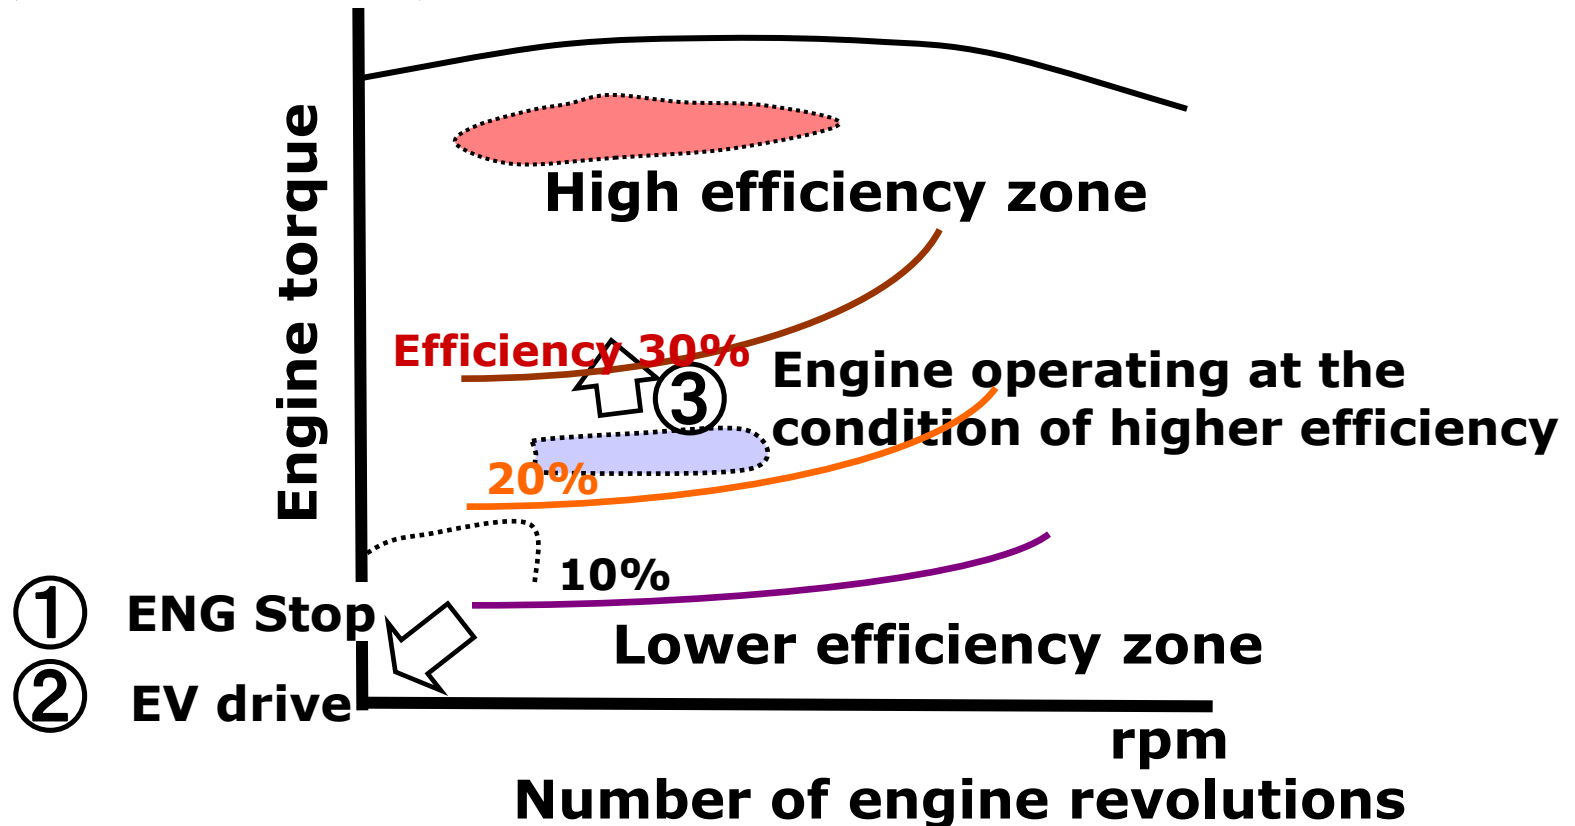 Engine torque
High efficiency zone
Efficiency 30%
③
Engine operating at the
condition of higher efficiency
20%
10%
① ENG Stop
Lower efficiency zone
② EV drive
rpm
Number of engine revolutions